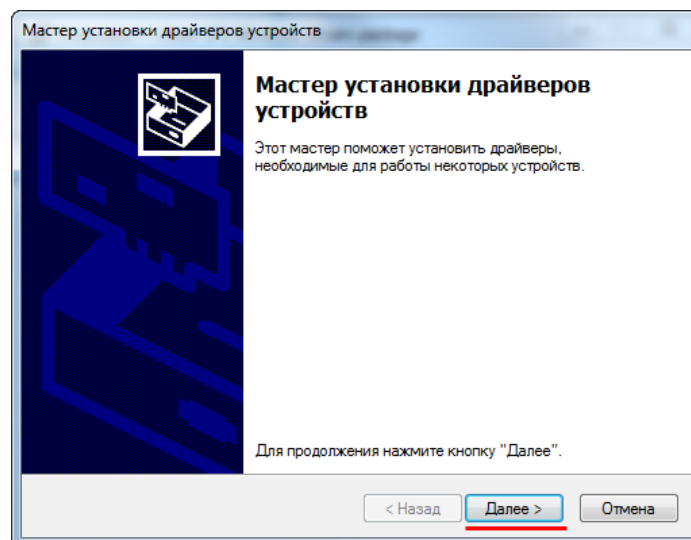 Мастер установки драйверов устройств
Мастер установки драйверов
устройств
Этот мастер поможет установить драйверы,
необходимые для работы некоторых устройств.
Для продолжения нажмите кнопку "Далее".
< Назад
Далее >
Отмена